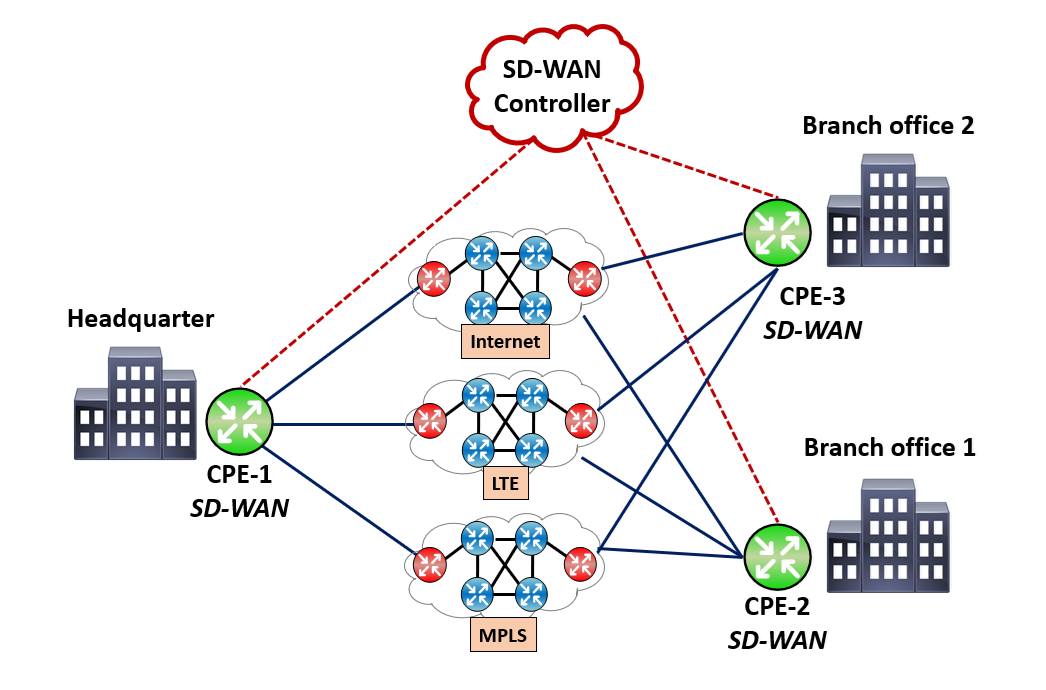 SD-WAN
Controller
Branch office 2
CPE-3
SD-WAN
Headquarter
Internet
CPE-1
SD-WAN
LTE
Branch office 1
MPLS
CPE-2
SD-WAN